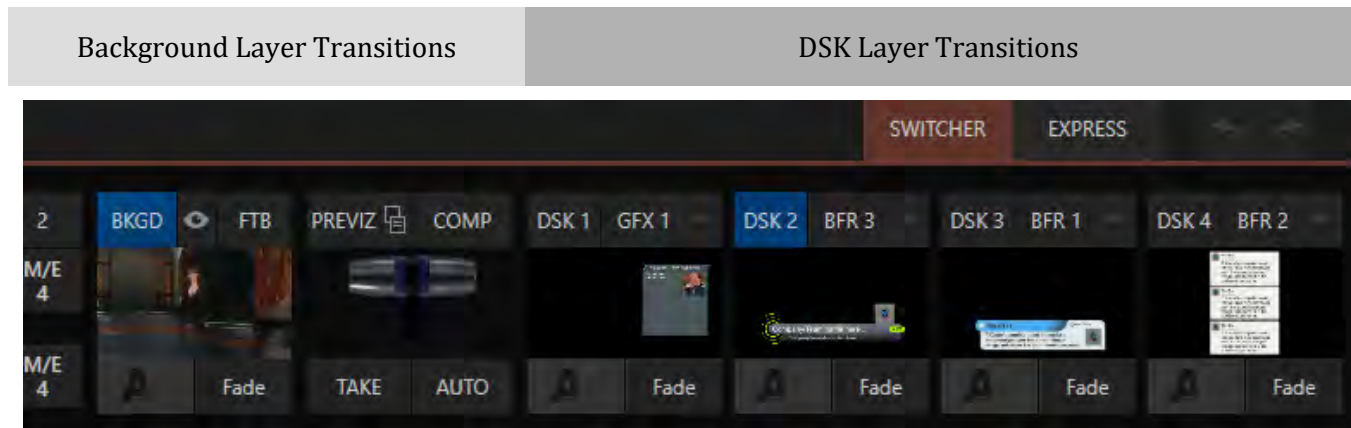 Background Layer Transitions
DSK Layer Transitions
SWITCHER EXPRESS
2 BKGD FTB PREVIZ COMP DSK 1 GFX 1 DSK 2 BFR 3 DSK 3 BFR 1 DSK 4 BFR 2
M/E
4
M/E
4
Fade TAKE AUTO Fade Fade Fade Fade